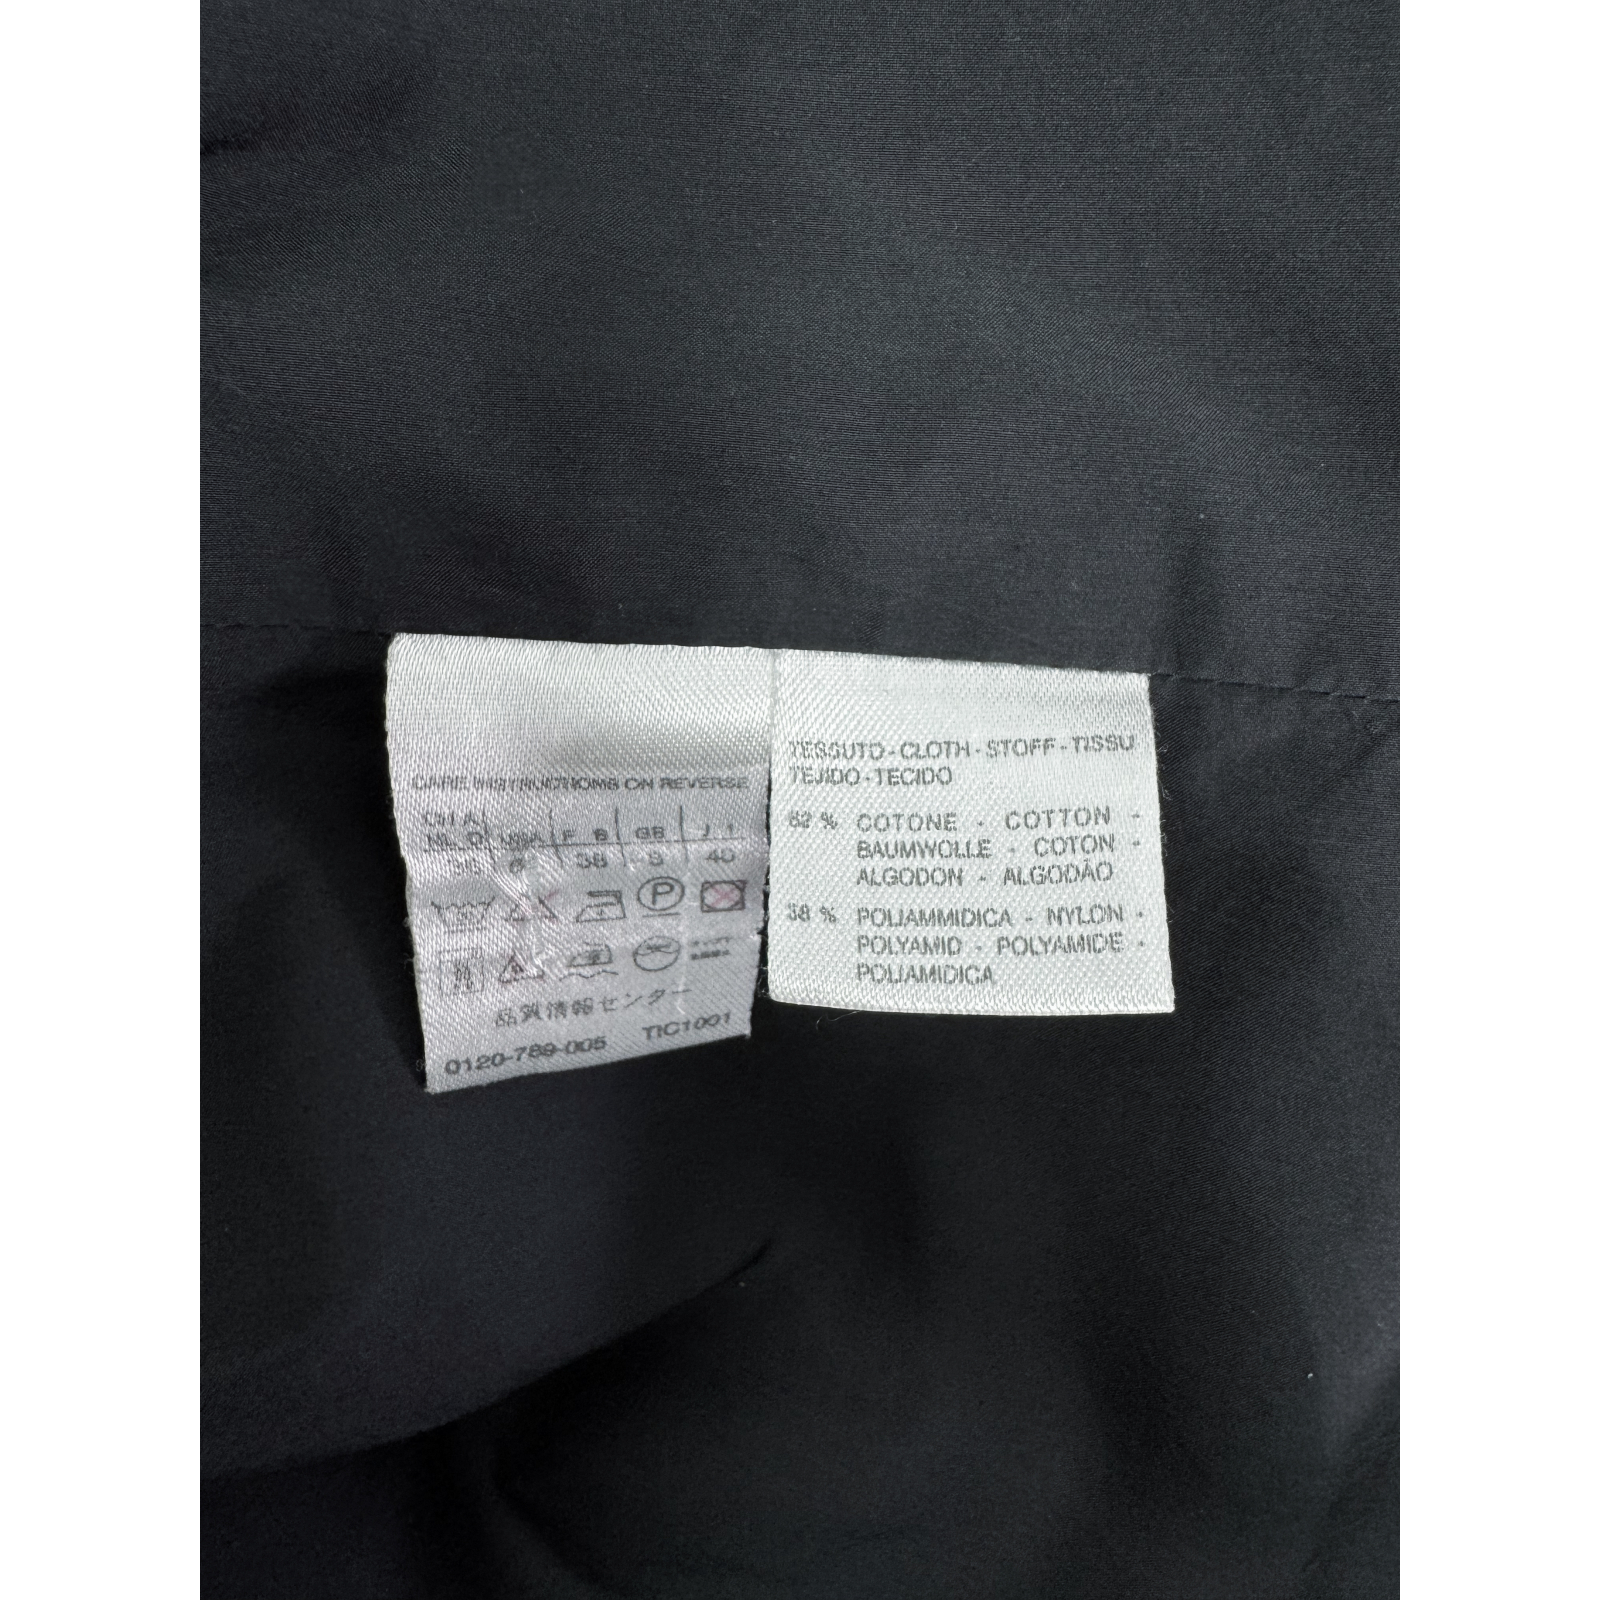 CARE INSTRUCTIONS ON REVERSE
USA F B GB J I
38 8 40
P
品質情報センター
0120-789-005 TIC1001
TESSUTO-CLOTH-STOFF-TISSU
TEJIDO-TECIDO
62 % COTONE - COTTON -
BAUMWOLLE - COTON -
ALGODON - ALGODÃO
38 % POLIAMMIDICA - NYLON -
POLYAMID - POLYAMIDE -
POLIAMIDICA